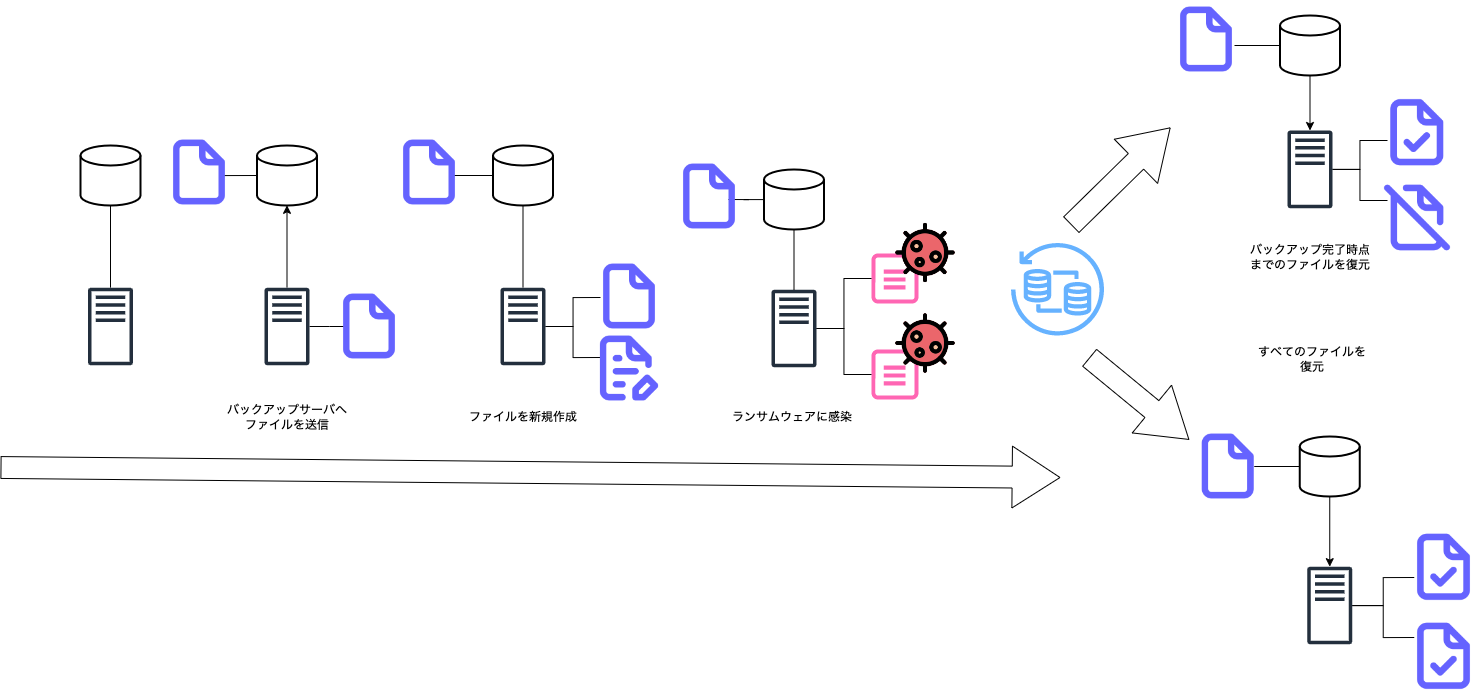 バックアップサーバへ
ファイルを送信
ファイルを新規作成
ランサムウェアに感染
バックアップ完了時点
までのファイルを復元
すべてのファイルを
復元